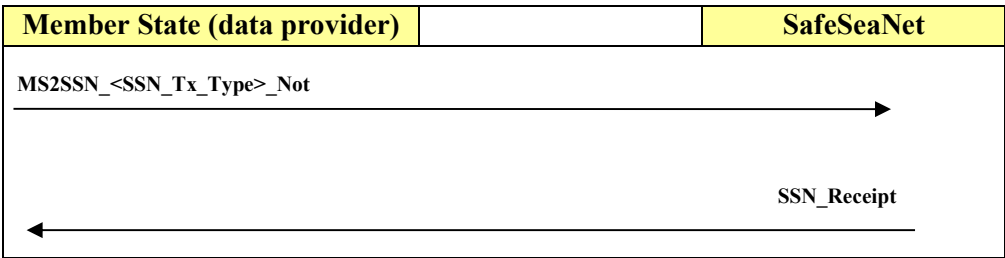 Member State (data provider) SafeSeaNet
MS2SSN_<SSN_Tx_Type>_Not
SSN_Receipt